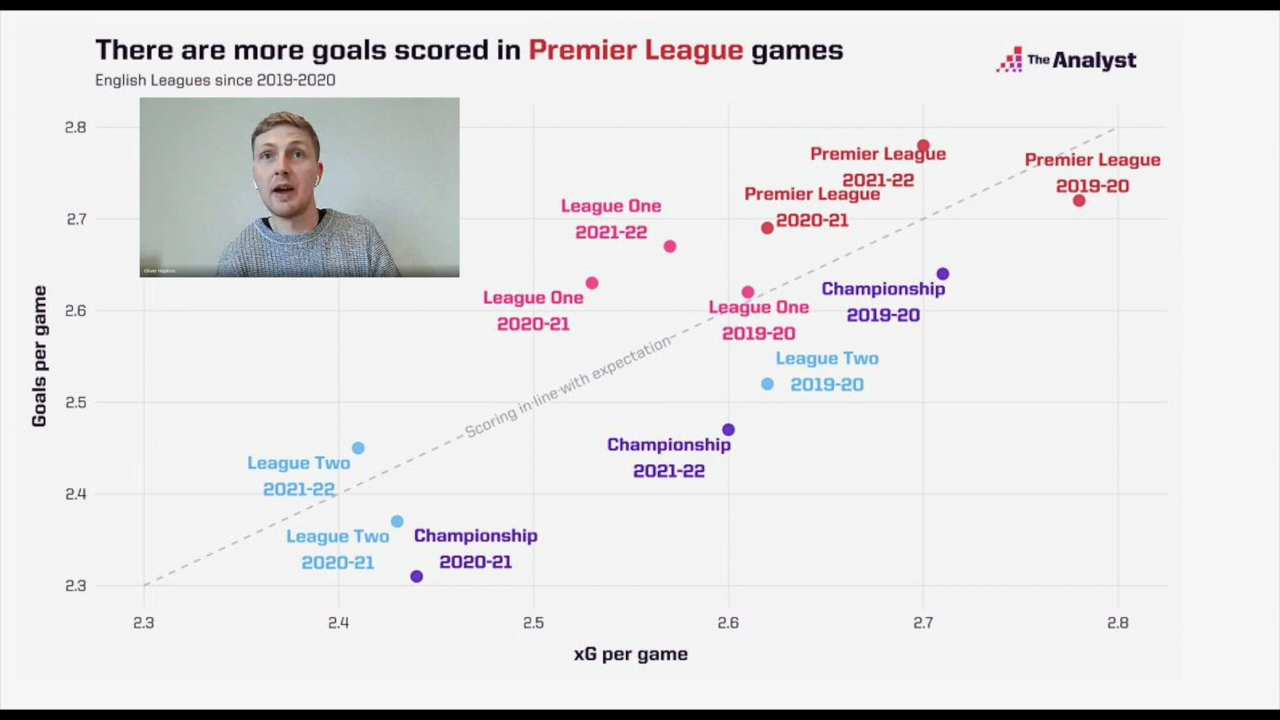 There are more goals scored in Premier League games
English Leagues since 2019-2020
The Analyst
Oliver Hopkins
2.8
2.7
2.6
2.5
2.4
2.3
Goals per game
Premier League
2021-22
Premier League
2019-20
Premier League
2020-21
League One
2021-22
League One
2020-21
League One
2019-20
Championship
2019-20
League Two
2019-20
Championship
2021-22
Scoring in line with expectation
League Two
2021-22
League Two
2020-21
Championship
2020-21
2.3
2.4
2.5
2.6
2.7
2.8
xG per game